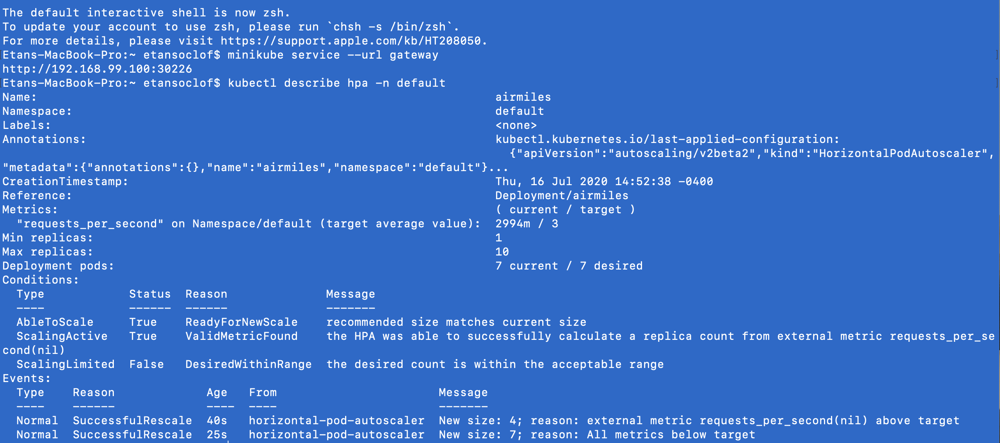 The default interactive shell is now zsh.
To update your account to use zsh, please run `chsh -s /bin/zsh`.
For more details, please visit https://support.apple.com/kb/HT208050.
[Etans-MacBook-Pro:~ etansoclof$ minikube service --url gateway ]
http://192.168.99.100:30226
[Etans-MacBook-Pro:~ etansoclof$ kubectl describe hpa -n default ]
Name: airmiles
Namespace: default
Labels: <none>
Annotations: kubectl.kubernetes.io/last-applied-configuration:
{"apiVersion":"autoscaling/v2beta2","kind":"HorizontalPodAutoscaler",
"metadata":{"annotations":{},"name":"airmiles","namespace":"default"}...
CreationTimestamp: Thu, 16 Jul 2020 14:52:38 -0400
Reference: Deployment/airmiles
Metrics: ( current / target )
"requests_per_second" on Namespace/default (target average value): 2994m / 3
Min replicas: 1
Max replicas: 10
Deployment pods: 7 current / 7 desired
Conditions:
Type Status Reason Message
---- ------ ------ -------
AbleToScale True ReadyForNewScale recommended size matches current size
ScalingActive True ValidMetricFound the HPA was able to successfully calculate a replica count from external metric requests_per_se
cond(nil)
ScalingLimited False DesiredWithinRange the desired count is within the acceptable range
Events:
Type Reason Age From Message
---- ------ ---- ---- -------
Normal SuccessfulRescale 40s horizontal-pod-autoscaler New size: 4; reason: external metric requests_per_second(nil) above target
Normal SuccessfulRescale 25s horizontal-pod-autoscaler New size: 7; reason: All metrics below target